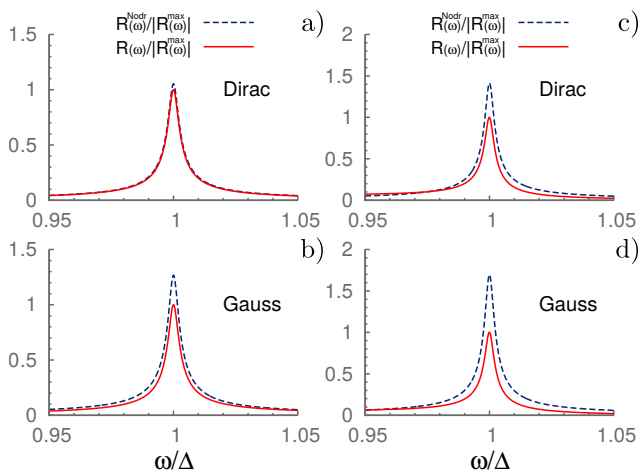 R(ω)^Nodr/|R(ω)^max|
R(ω)/|R(ω)^max|
a)
Dirac
1.5
1
0.5
0
0.95
1
1.05
R(ω)^Nodr/|R(ω)^max|
R(ω)/|R(ω)^max|
c)
Dirac
2
1.5
1
0.5
0
0.95
1
1.05
b)
Gauss
1.5
1
0.5
0
0.95
1
1.05
ω/Δ
d)
Gauss
2
1.5
1
0.5
0
0.95
1
1.05
ω/Δ